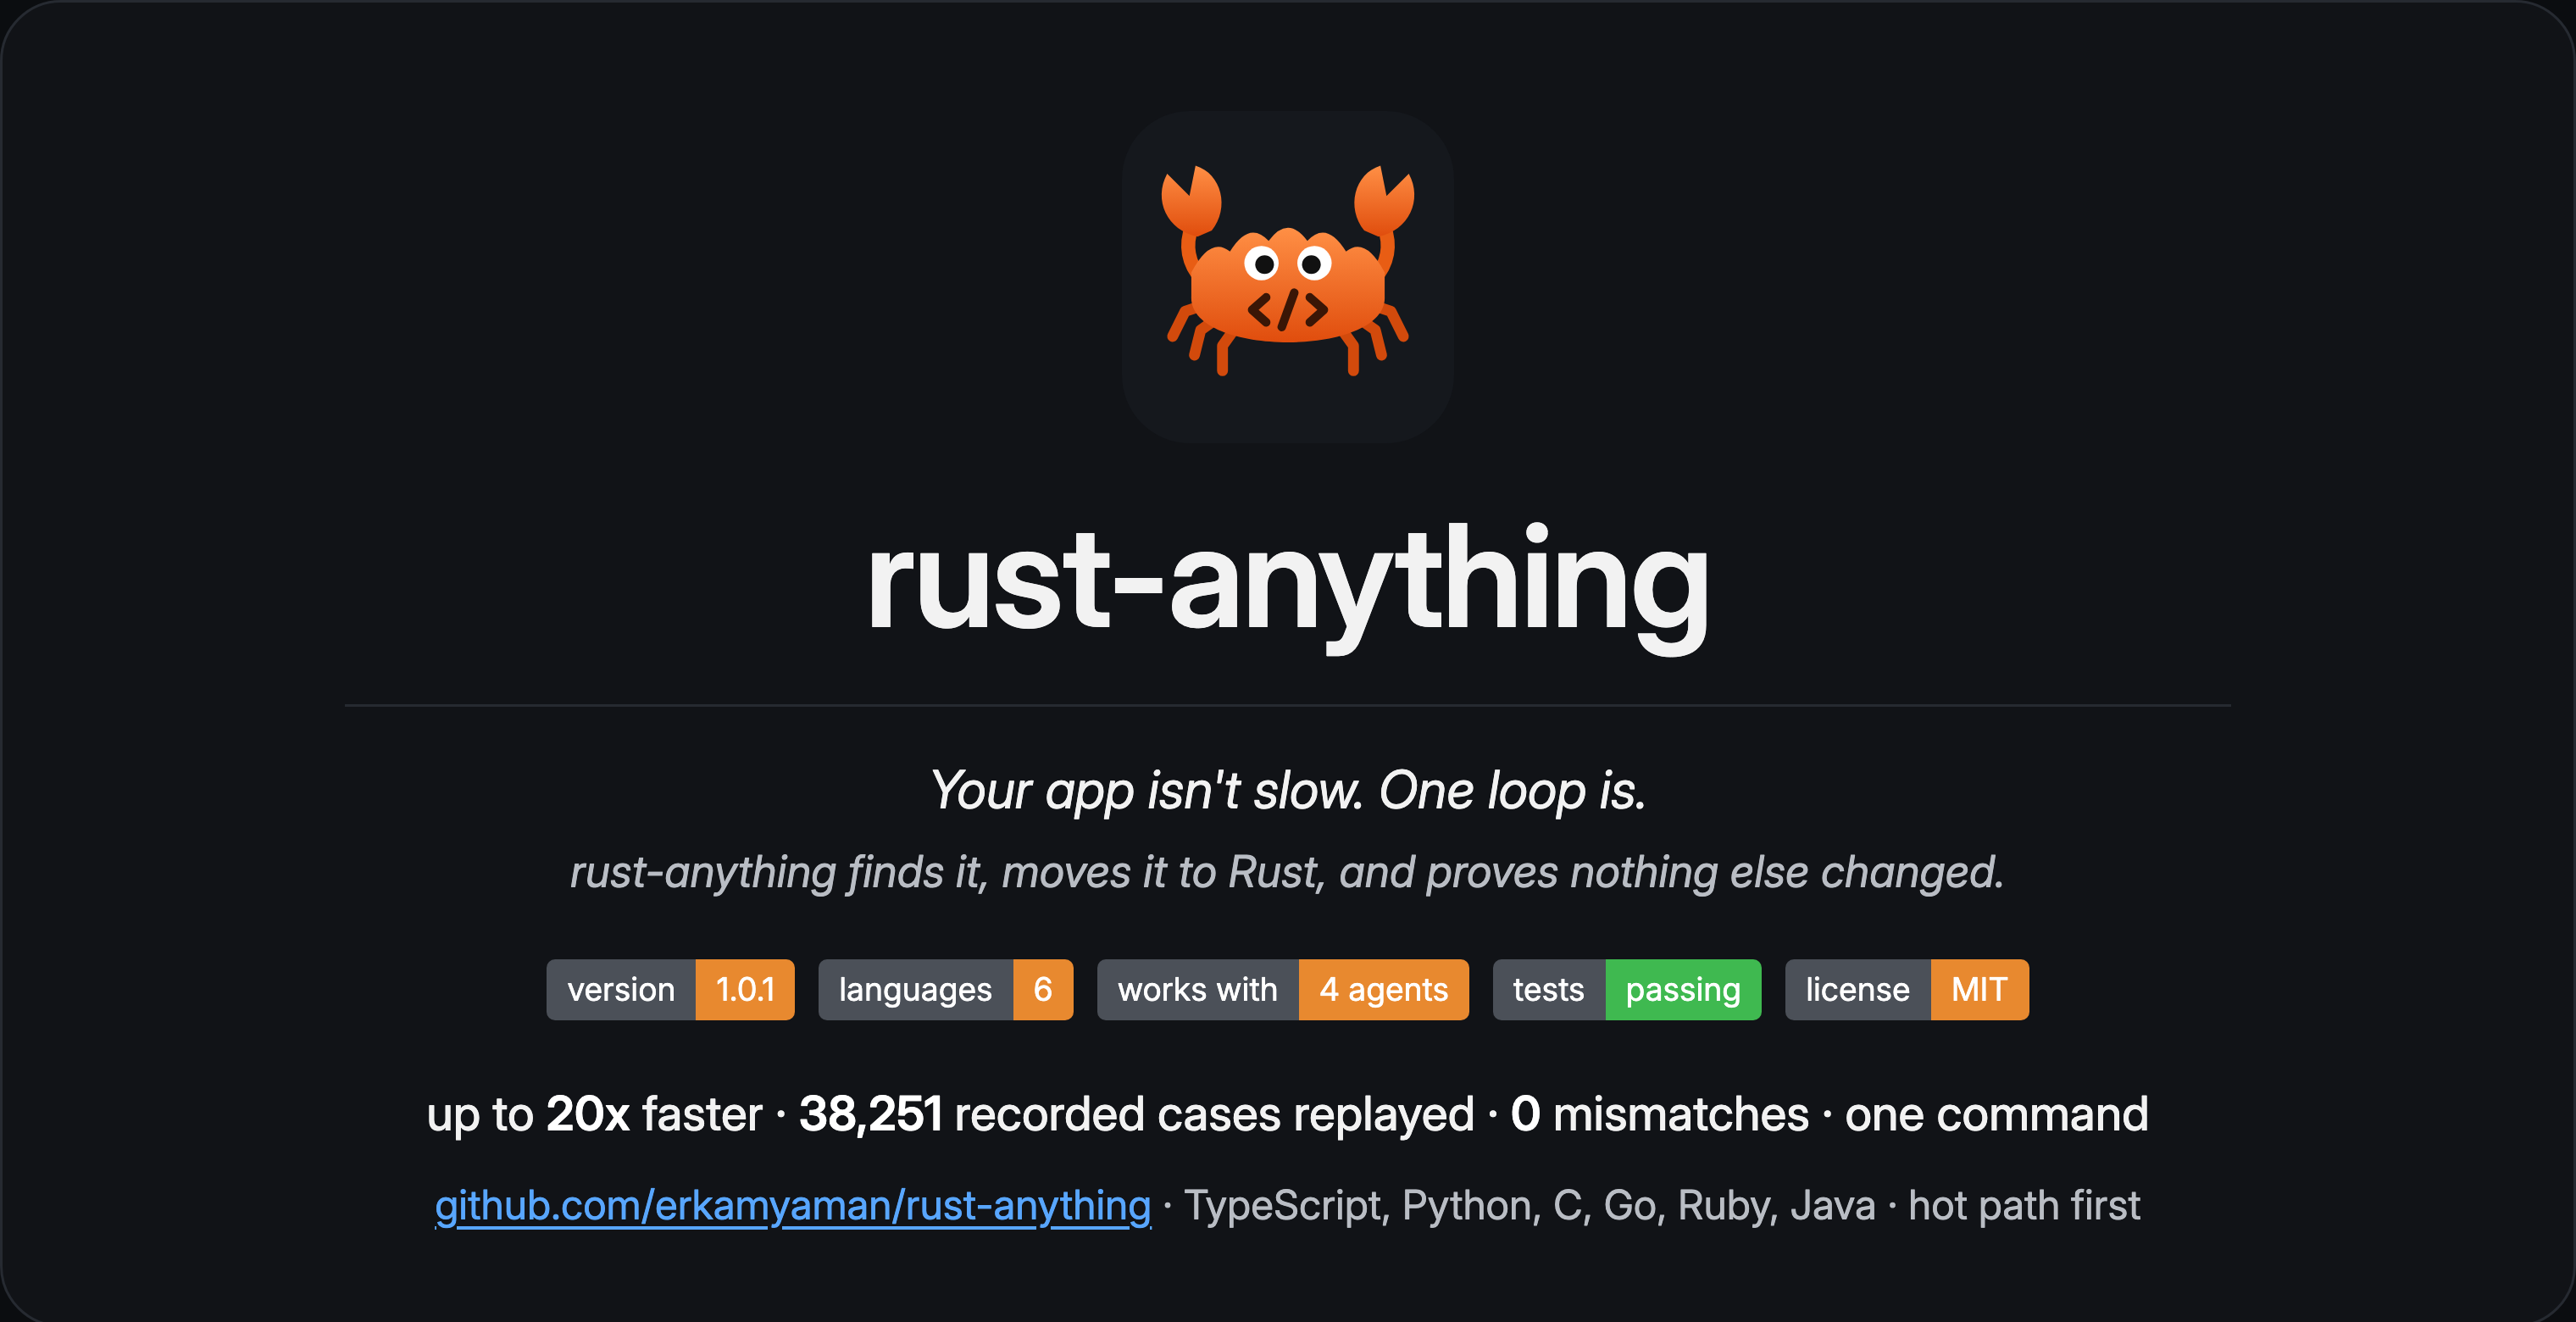 </>
rust-anything
Your app isn't slow. One loop is.
rust-anything finds it, moves it to Rust, and proves nothing else changed.
version 1.0.1 languages 6 works with 4 agents tests passing license MIT
up to 20x faster · 38,251 recorded cases replayed · 0 mismatches · one command
github.com/erkamyaman/rust-anything · TypeScript, Python, C, Go, Ruby, Java · hot path first